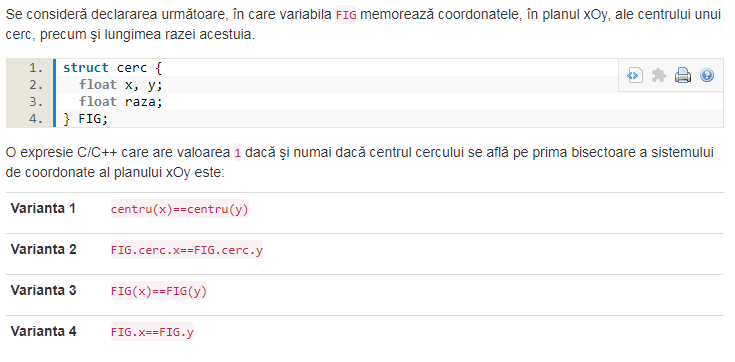 Se consideră declararea următoare, în care variabila FIG memorează coordonatele, în planul xOy, ale centrului unui
cerc, precum şi lungimea razei acestuia.
1. struct cerc {
2.   float x, y;
3.   float raza;
4. } FIG;
O expresie C/C++ care are valoarea 1 dacă şi numai dacă centrul cercului se află pe prima bisectoare a sistemului
de coordonate al planului xOy este:
Varianta 1 centru(x)==centru(y)
Varianta 2 FIG.cerc.x==FIG.cerc.y
Varianta 3 FIG(x)==FIG(y)
Varianta 4 FIG.x==FIG.y